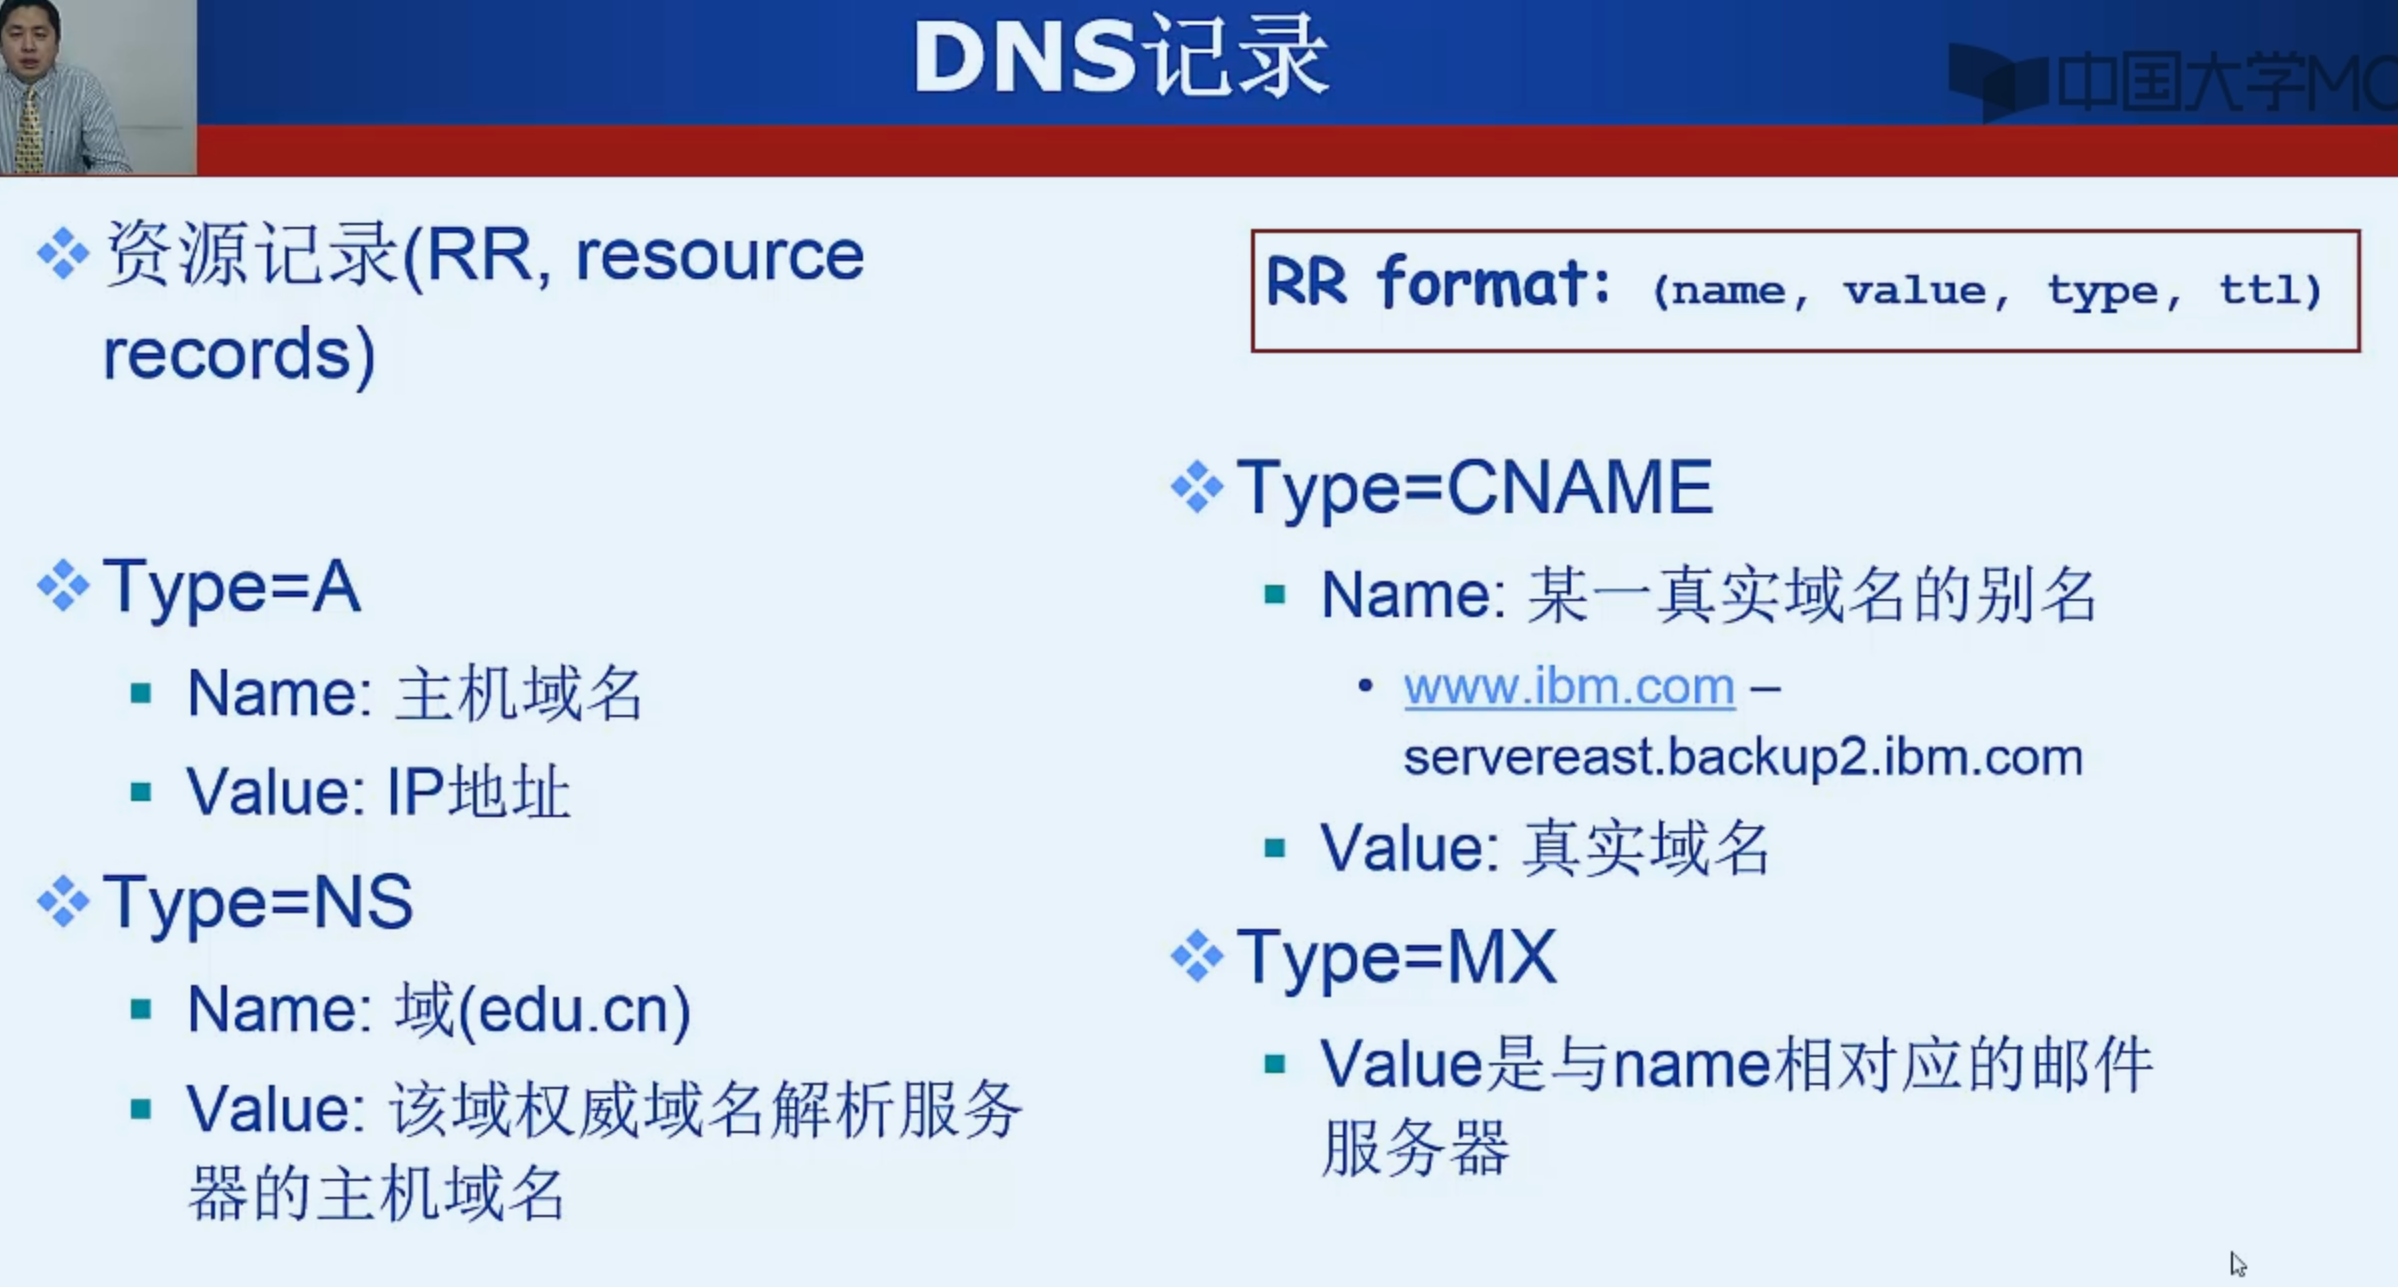 DNS记录
中国大学MO
资源记录(RR, resource
records)
RR format: (name, value, type, ttl)
Type=A
Name: 主机域名
Value: IP地址
Type=NS
Name: 域(edu.cn)
Value: 该域权威域名解析服务
器的主机域名
Type=CNAME
Name: 某一真实域名的别名
www.ibm.com –
servereast.backup2.ibm.com
Value: 真实域名
Type=MX
Value是与name相对应的邮件
服务器